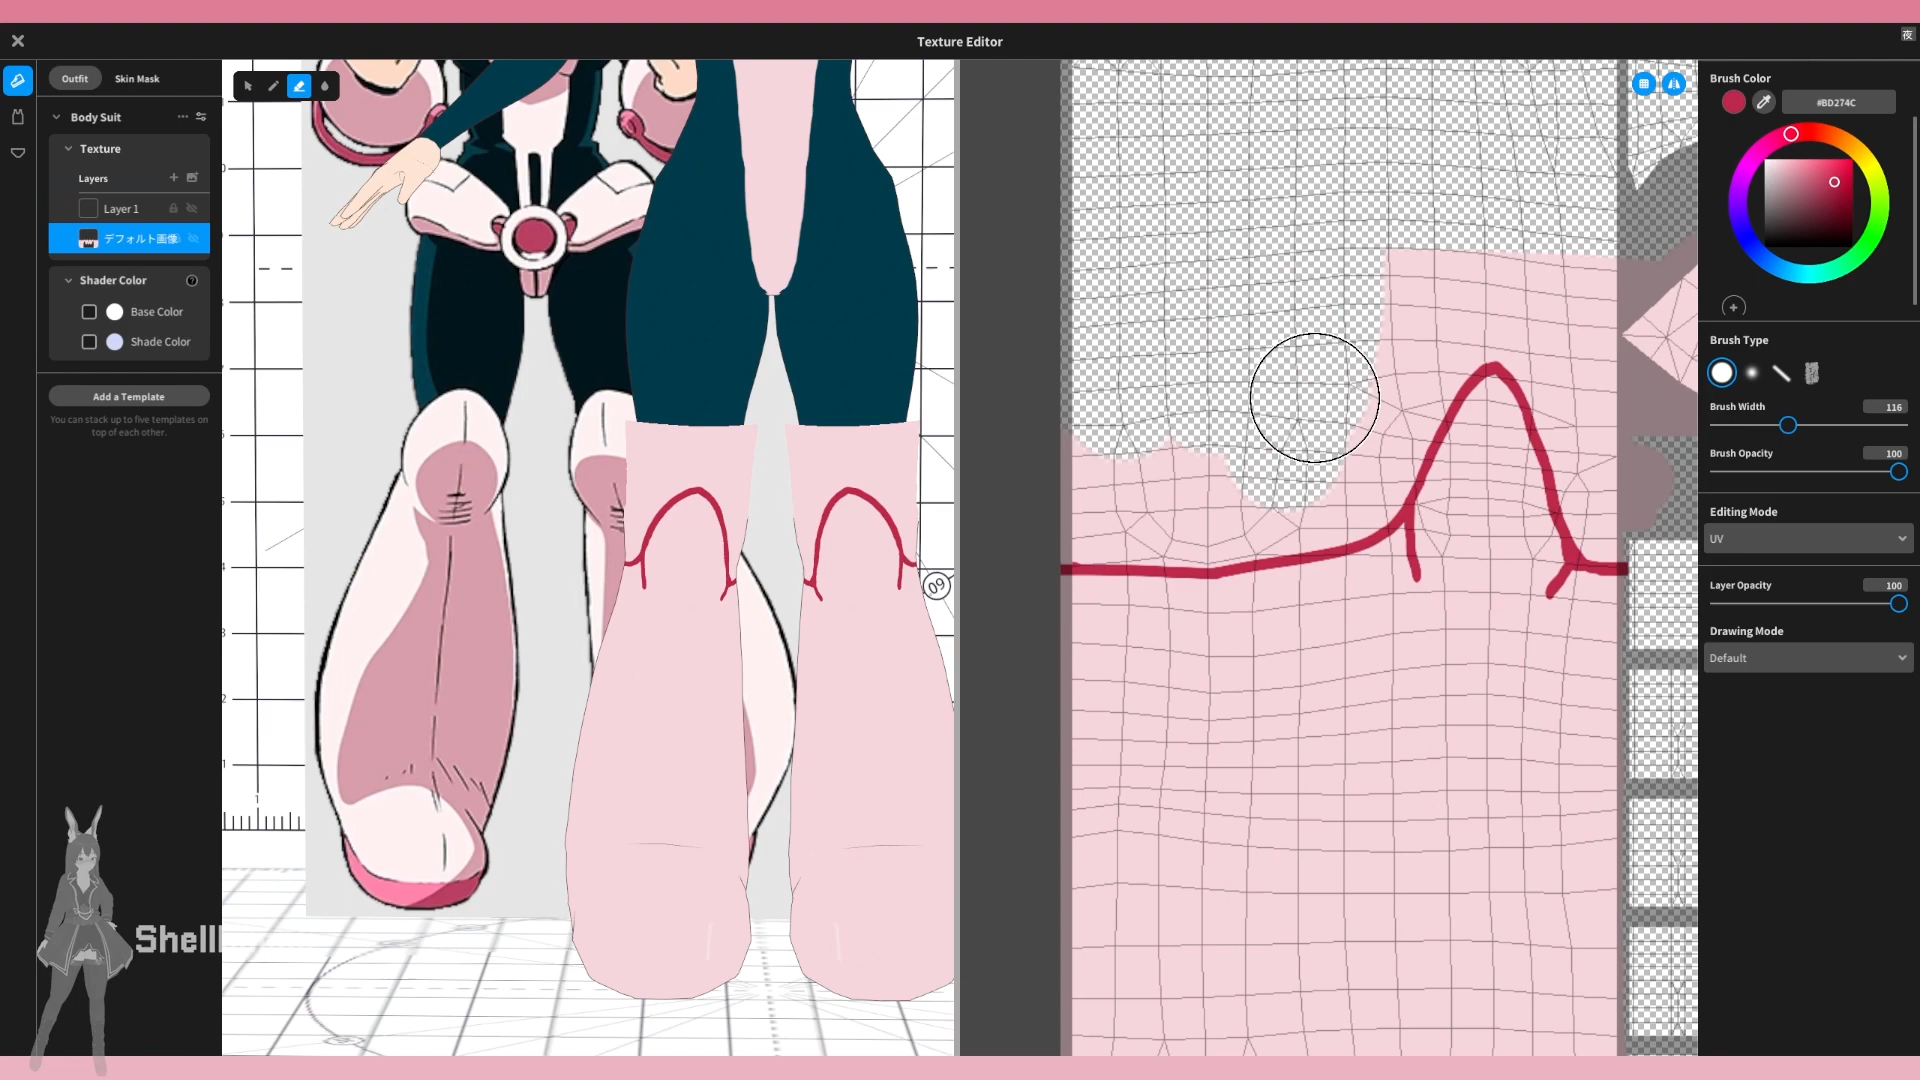 Texture Editor
夜
Outfit
Skin Mask
Body Suit
Texture
Layers
Layer 1
デフォルト画像
Shader Color
Base Color
Shade Color
Add a Template
You can stack up to five templates on
top of each other.
Shell
09
Brush Color
#BD274C
Brush Type
Brush Width
116
Brush Opacity
100
Editing Mode
UV
Layer Opacity
100
Drawing Mode
Default